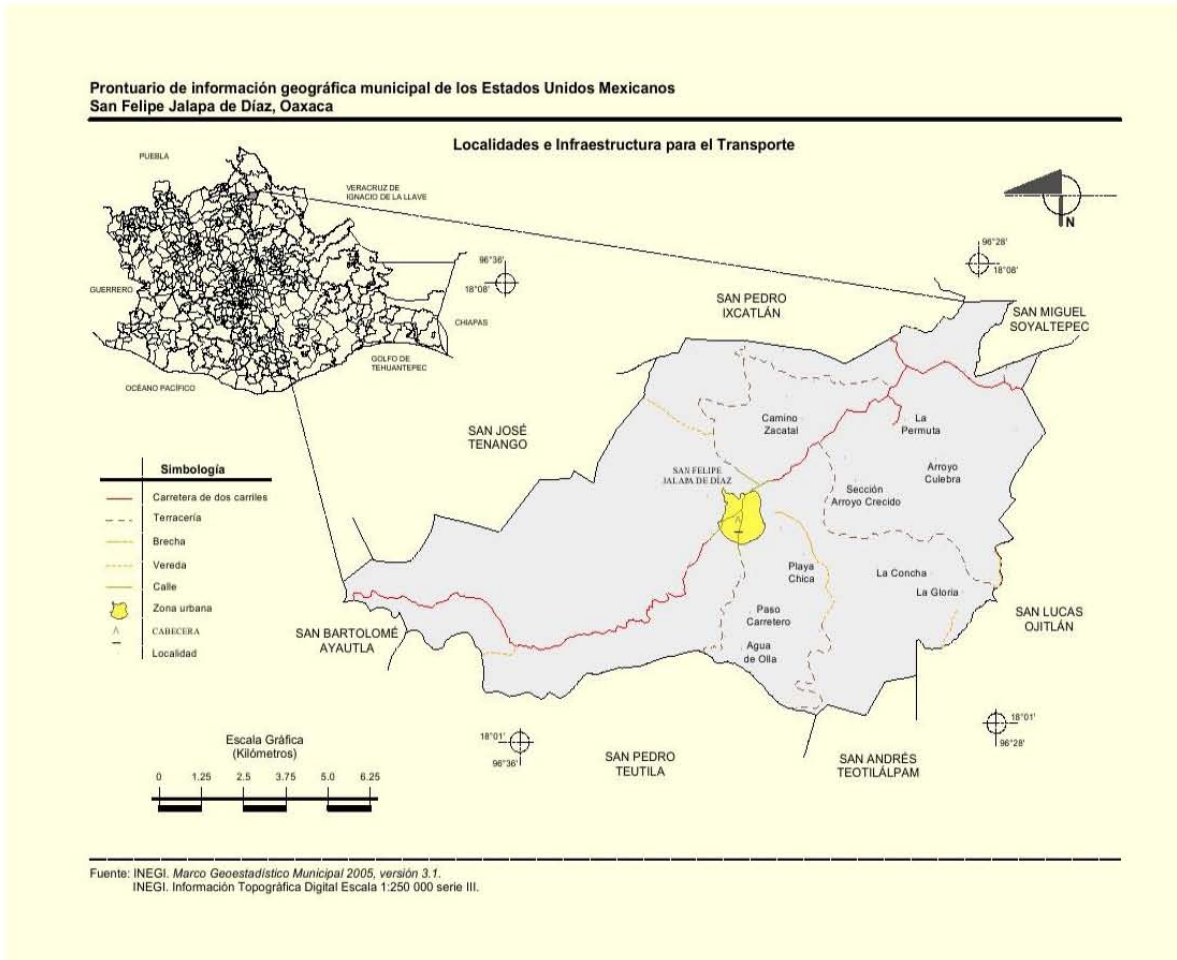 Prontuario de información geográfica municipal de los Estados Unidos Mexicanos
San Felipe Jalapa de Díaz, Oaxaca
Localidades e Infraestructura para el Transporte
PUEBLA
VERACRUZ DE
IGNACIO DE LA LLAVE
GUERRERO
CHIAPAS
GOLFO DE
TEHUANTEPEC
OCÉANO PACÍFICO
N
96°36'
18°08'
96°28'
18°08'
SAN PEDRO
IXCATLÁN
SAN MIGUEL
SOYALTEPEC
SAN JOSÉ
TENANGO
Camino
Zacatal
La
Permuta
SAN FELIPE
JALAPA DE DÍAZ
Arroyo
Culebra
Sección
Arroyo Crecido
Playa
Chica
La Concha
La Gloria
Paso
Carretero
Agua
de Olla
SAN BARTOLOMÉ
AYAUTLA
SAN LUCAS
OJITLÁN
SAN PEDRO
TEUTILA
SAN ANDRÉS
TEOTILÁLPAM
18°01'
96°36'
18°01'
96°28'
Simbología
Carretera de dos carriles
Terracería
Brecha
Vereda
Calle
Zona urbana
CABECERA
Localidad
Escala Gráfica
(Kilómetros)
0 1.25 2.5 3.75 5.0 6.25
Fuente: INEGI. Marco Geoestadístico Municipal 2005, versión 3.1.
INEGI. Información Topográfica Digital Escala 1:250 000 serie III.